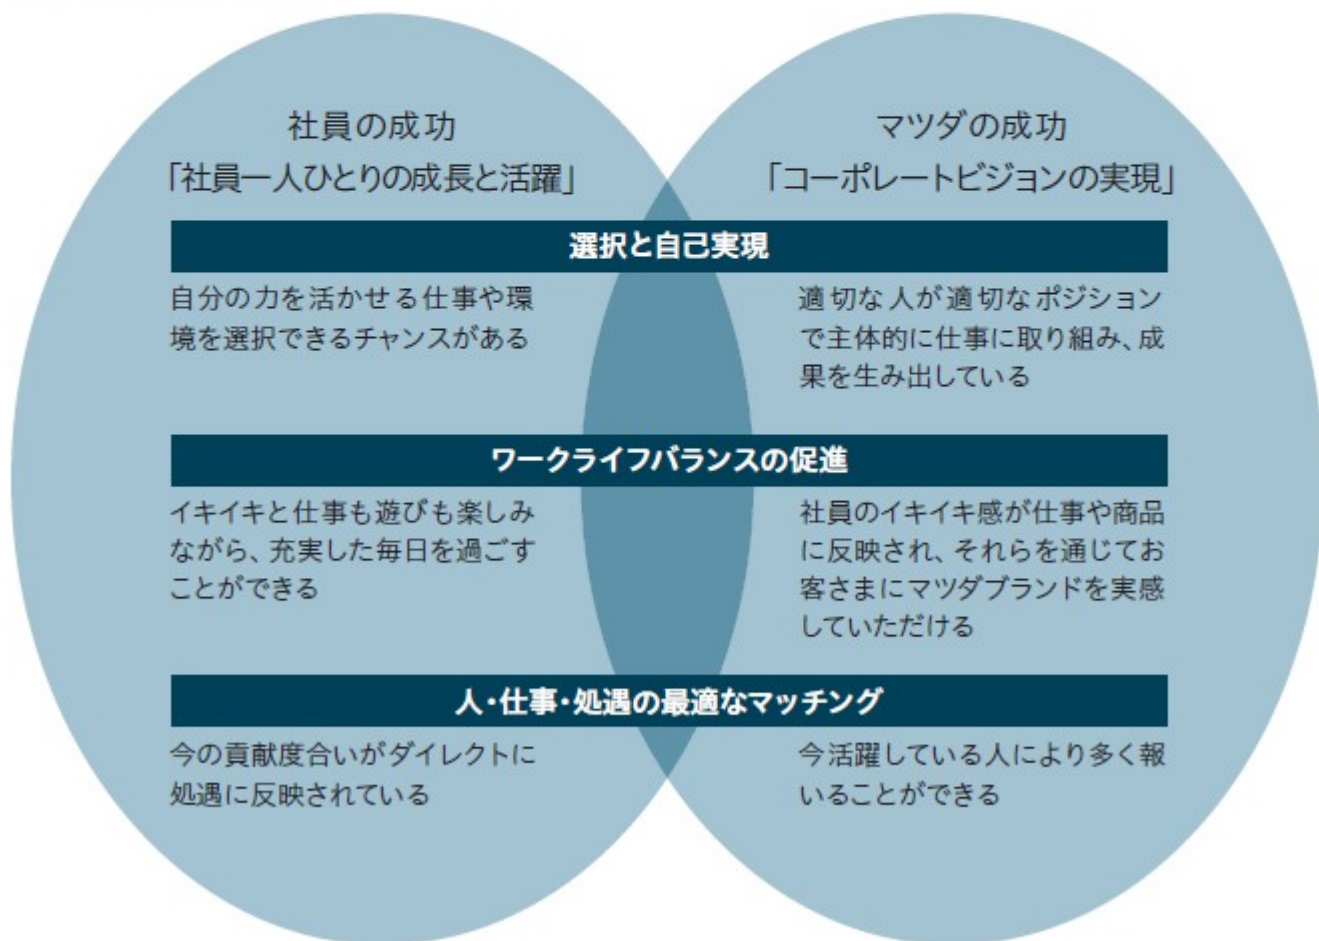 社員の成功
「社員一人ひとりの成長と活躍」
マツダの成功
「コーポレートビジョンの実現」
選択と自己実現
自分の力を活かせる仕事や環
境を選択できるチャンスがある
適切な人が適切なポジション
で主体的に仕事に取り組み、成
果を生み出している
ワークライフバランスの促進
イキイキと仕事も遊びも楽しみ
ながら、充実した毎日を過ごす
ことができる
社員のイキイキ感が仕事や商品
に反映され、それらを通じてお
客さまにマツダブランドを実感
していただける
人・仕事・処遇の最適なマッチング
今の貢献度合いがダイレクトに
処遇に反映されている
今活躍している人により多く報
いることができる